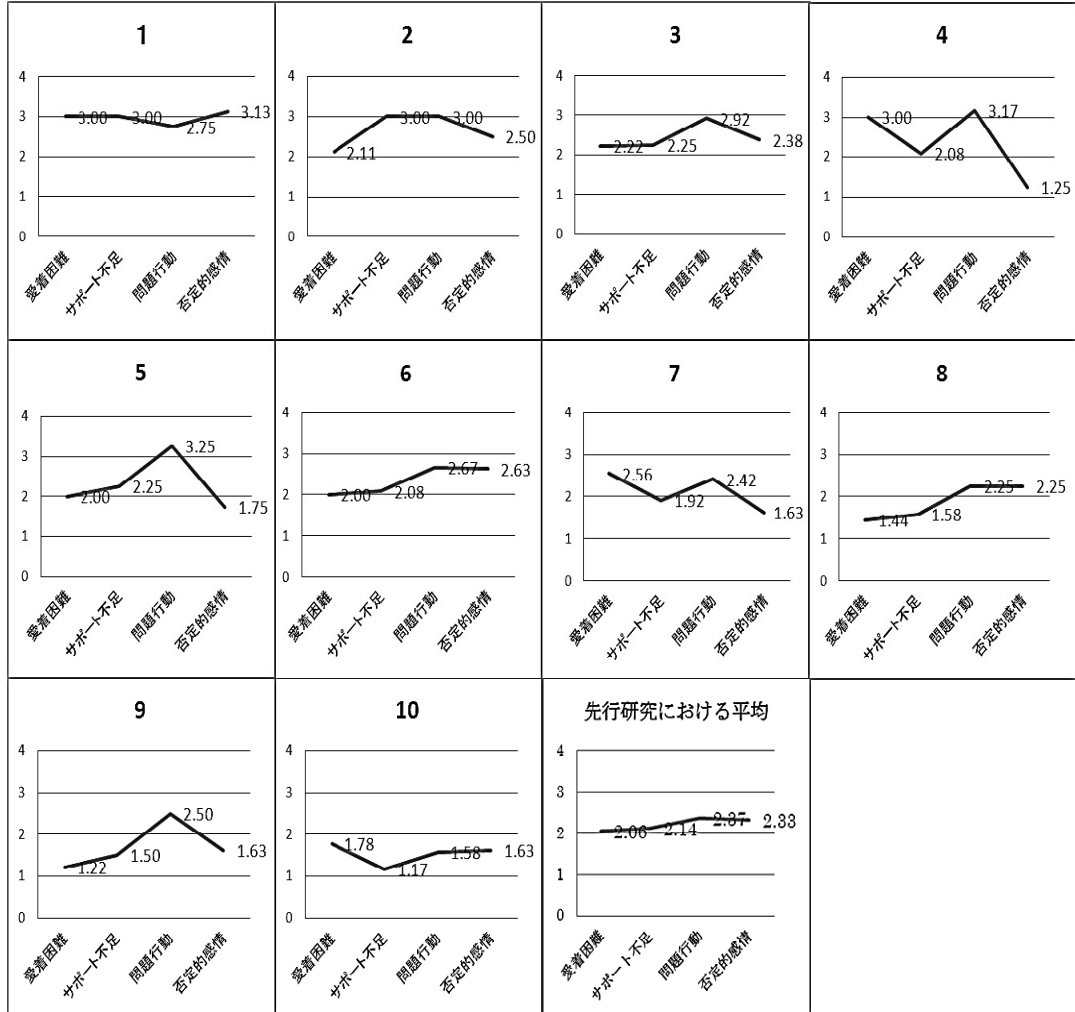 1
4
3
2
1
0
3.00
3.00
2.75
3.13
愛着困難
サポート不足
問題行動
否定的感情
2
4
3
2
1
0
2.11
3.00
3.00
2.50
愛着困難
サポート不足
問題行動
否定的感情
3
4
3
2
1
0
2.22
2.25
2.92
2.38
愛着困難
サポート不足
問題行動
否定的感情
4
4
3
2
1
0
3.00
2.08
3.17
1.25
愛着困難
サポート不足
問題行動
否定的感情
5
4
3
2
1
0
2.00
2.25
3.25
1.75
愛着困難
サポート不足
問題行動
否定的感情
6
4
3
2
1
0
2.00
2.08
2.67
2.63
愛着困難
サポート不足
問題行動
否定的感情
7
4
3
2
1
0
2.56
1.92
2.42
1.63
愛着困難
サポート不足
問題行動
否定的感情
8
4
3
2
1
0
1.44
1.58
2.25
2.25
愛着困難
サポート不足
問題行動
否定的感情
9
4
3
2
1
0
1.22
1.50
2.50
1.63
愛着困難
サポート不足
問題行動
否定的感情
10
4
3
2
1
0
1.78
1.17
1.58
1.63
愛着困難
サポート不足
問題行動
否定的感情
先行研究における平均
4
3
2
1
0
2.06
2.14
2.37
2.33
愛着困難
サポート不足
問題行動
否定的感情